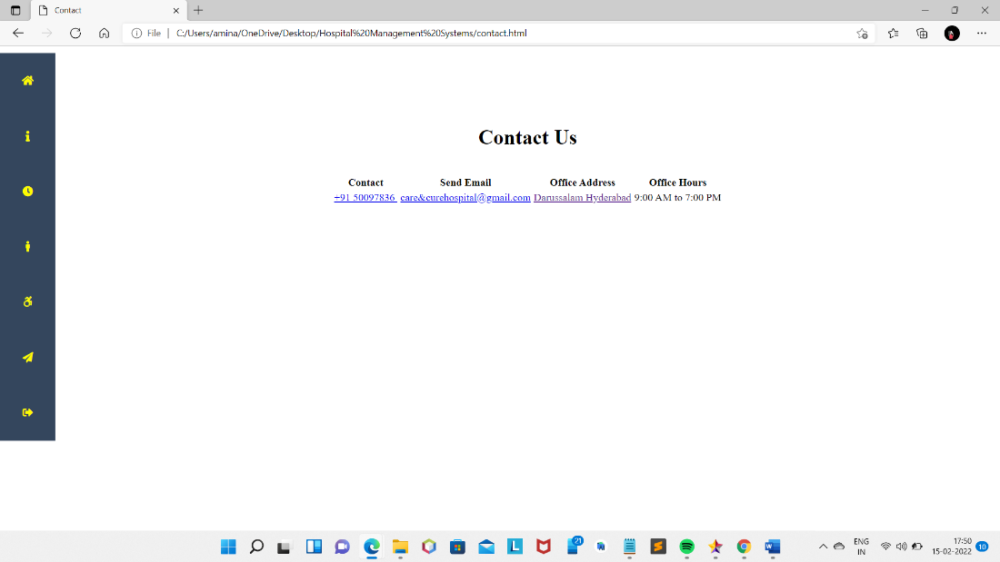 Contact
File
C:/Users/amina/OneDrive/Desktop/Hospital%20Management%20Systems/contact.html
Contact Us
Contact Send Email Office Address Office Hours
+91 50097836 care&curehospital@gmail.com Darussalam Hyderabad 9:00 AM to 7:00 PM
21
ENG
IN
17:50
15-02-2022
10